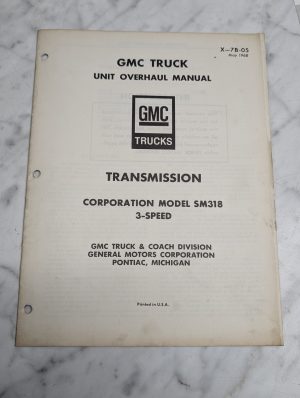 X-7B-05
May 1968
GMC TRUCK
UNIT OVERHAUL MANUAL
GMC
TRUCKS
TRANSMISSION
CORPORATION MODEL SM318
3-SPEED
GMC TRUCK & COACH DIVISION
GENERAL MOTORS CORPORATION
PONTIAC, MICHIGAN
Printed in U.S.A.